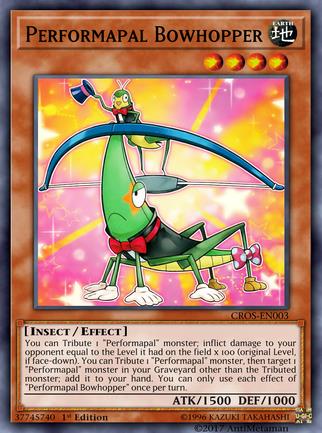 PERFORMAPAL BOWHOPPER
EARTH
地
CROS-EN003
[INSECT / EFFECT]
You can Tribute 1 "Performapal" monster; inflict damage to your
opponent equal to the Level it had on the field x 100 (original Level,
if face-down). You can Tribute 1 "Performapal" monster, then target 1
"Performapal" monster in your Graveyard other than the Tributed
monster; add it to your hand. You can only use each effect of
"Performapal Bowhopper" once per turn.
ATK/1500 DEF/1000
37745740 1st Edition ©1996 KAZUKI TAKAHASHI
©2017 AntiMetaman